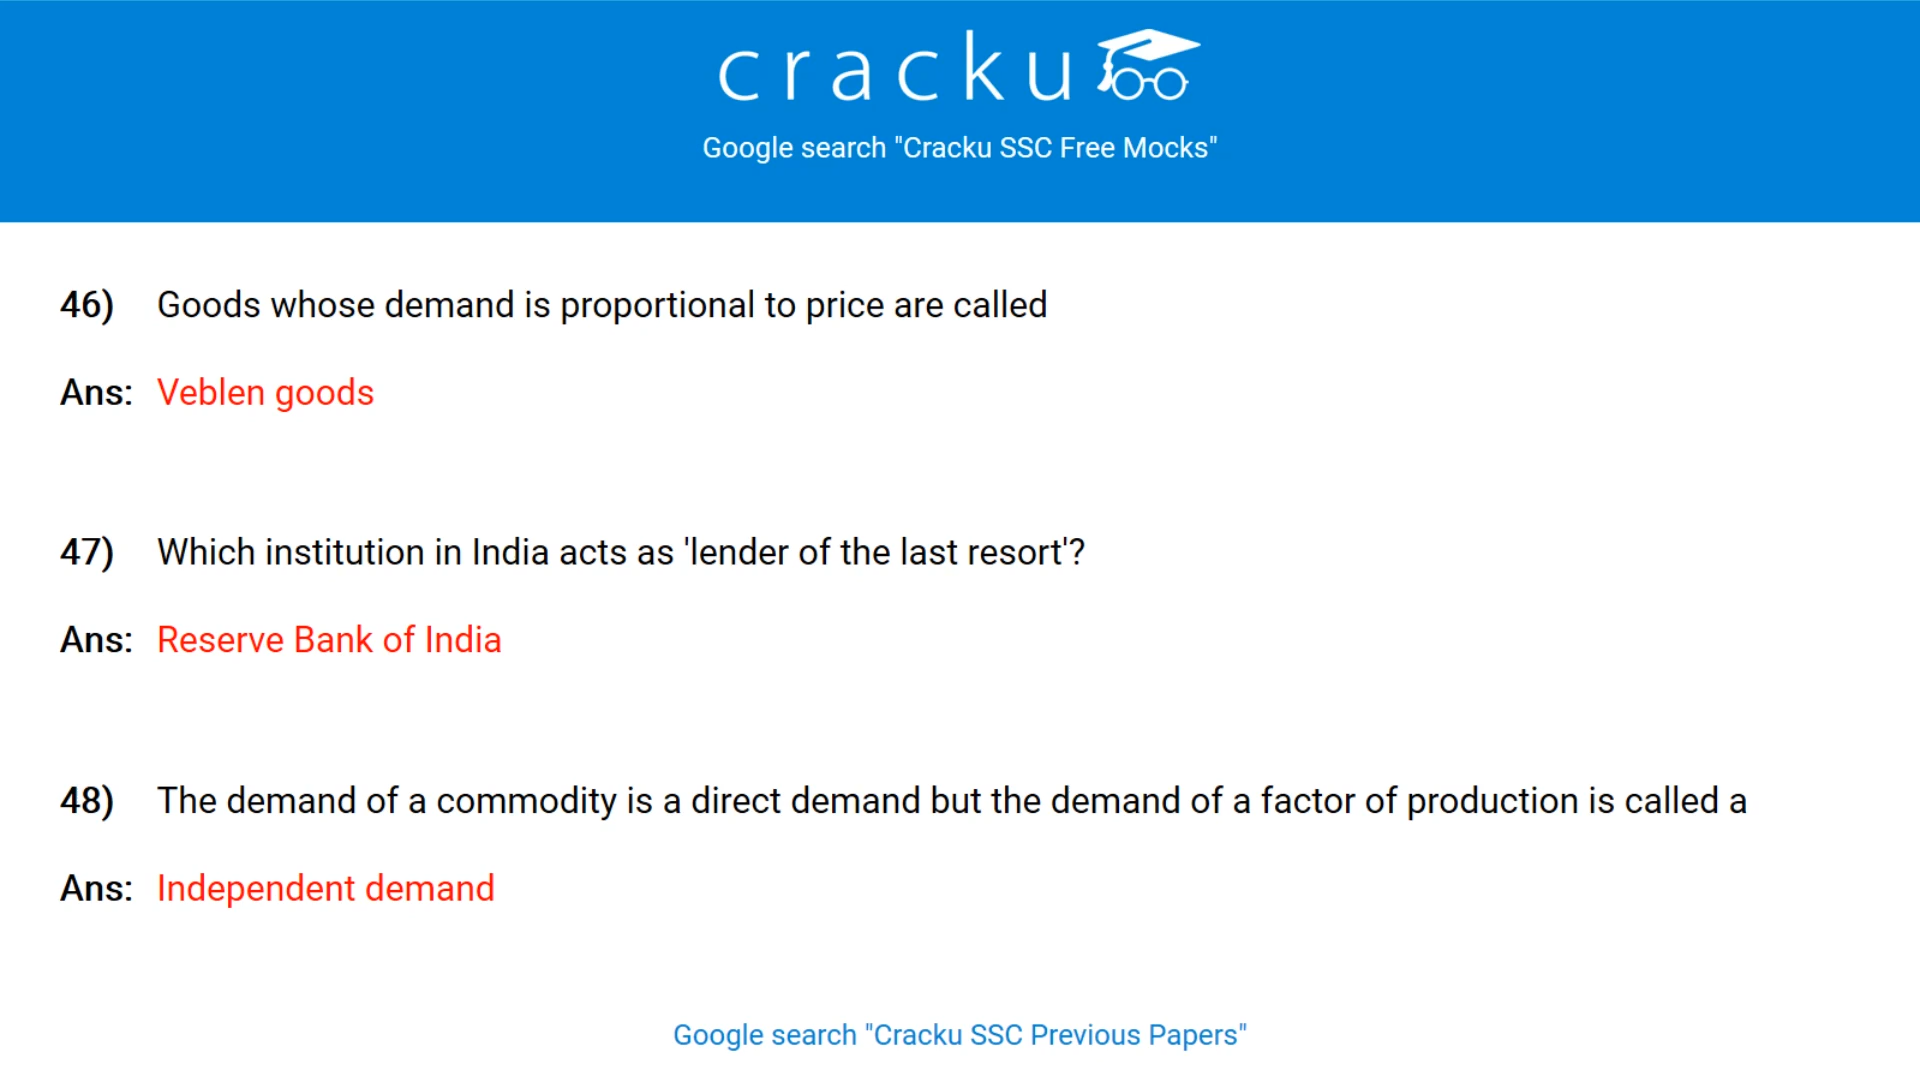 cracku
Google search "Cracku SSC Free Mocks"
46) Goods whose demand is proportional to price are called
Ans: Veblen goods
47) Which institution in India acts as 'lender of the last resort'?
Ans: Reserve Bank of India
48) The demand of a commodity is a direct demand but the demand of a factor of production is called a
Ans: Independent demand
Google search "Cracku SSC Previous Papers"